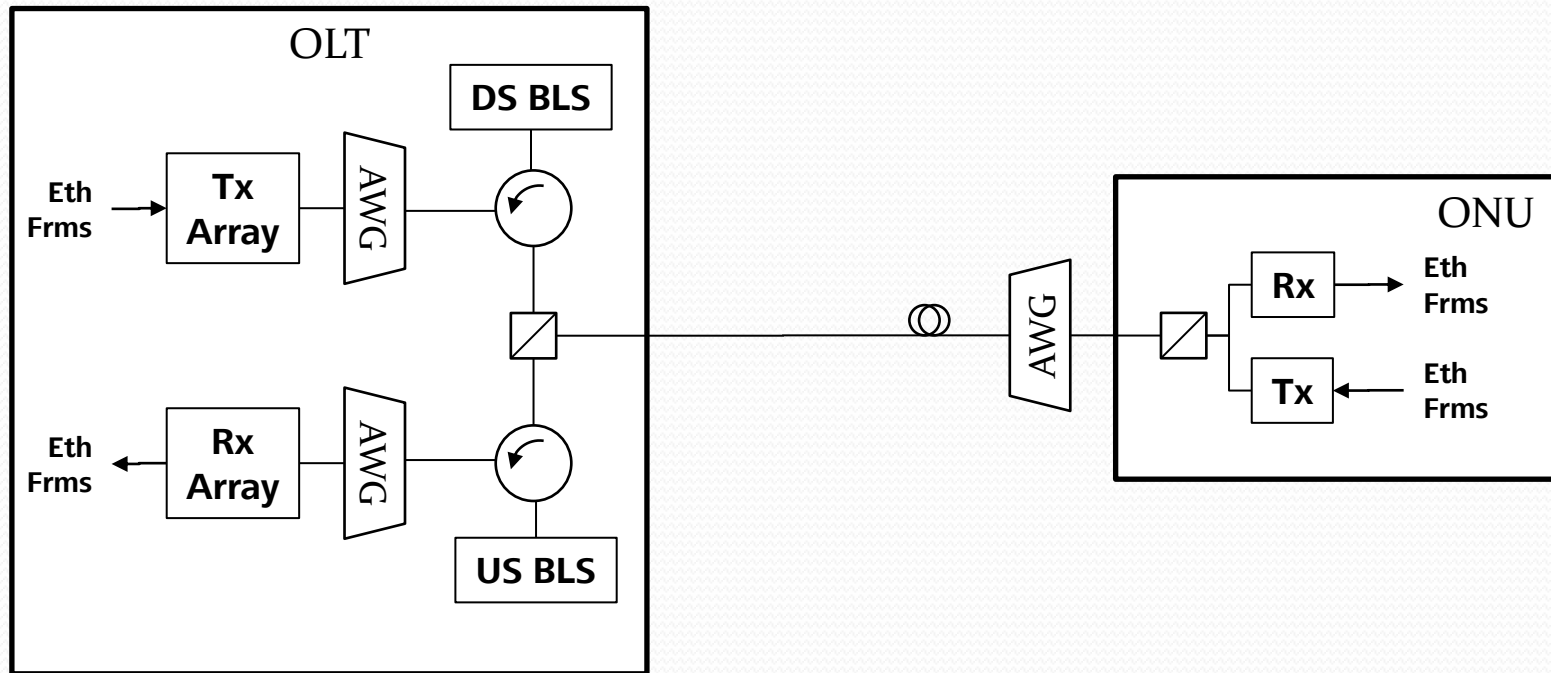 OLT
DS BLS
Eth
Frms
Tx
Array
AWG
Eth
Frms
Rx
Array
AWG
US BLS
AWG
ONU
Rx
Eth
Frms
Tx
Eth
Frms